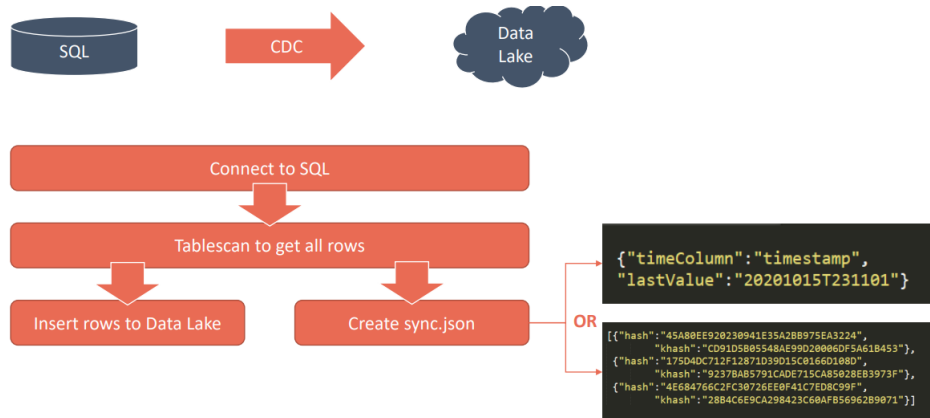 SQL
CDC
Data
Lake
Connect to SQL
Tablescan to get all rows
Insert rows to Data Lake
Create sync.json
OR
{"timeColumn":"timestamp",
"lastValue":"20201015T231101"}
[{"hash":"45A80EE920230941E35A2BB975EA3224",
"khash":"CD91D5B05548AE99D20006DF5A61B453"},
{"hash":"175D4DC712F12871D39D15C0166D108D",
"khash":"9237BAB5791CADE715CA85028EB3973F"},
{"hash":"4E684766C2FC30726EE0F41C7ED8C99F",
"khash":"28B4C6E9CA298423C60AFB56962B9071"}]